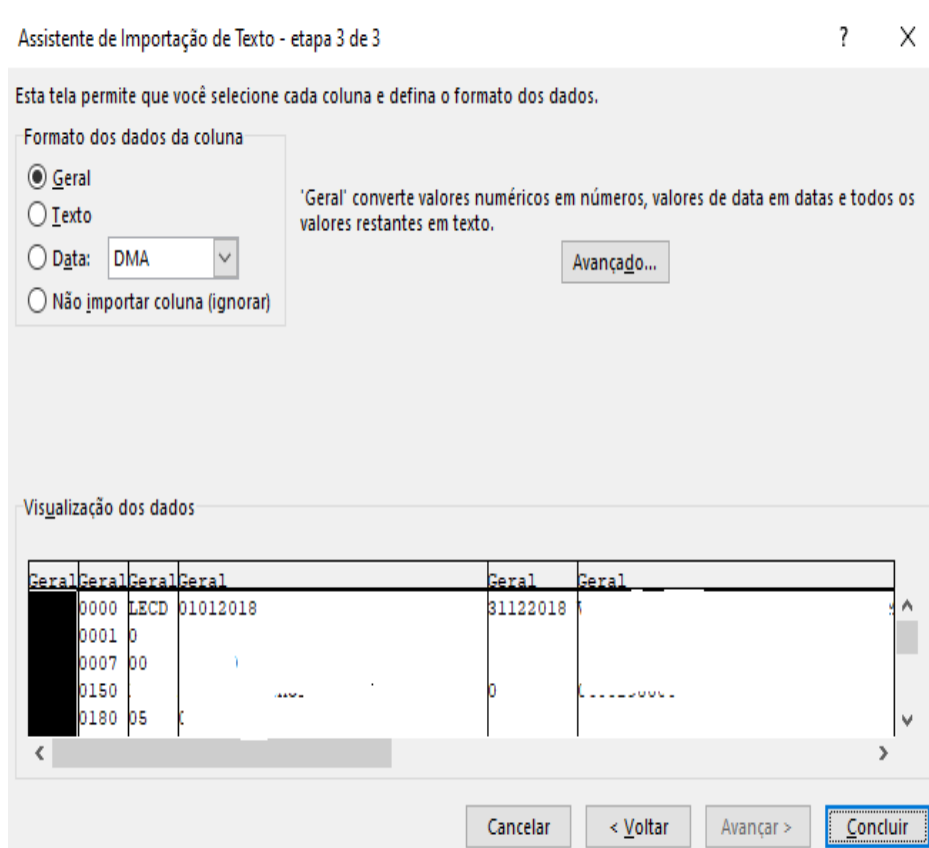 Assistente de Importação de Texto - etapa 3 de 3
?
Esta tela permite que você selecione cada coluna e defina o formato dos dados.
Formato dos dados da coluna
Geral
Texto
Data: DMA
Não importar coluna (ignorar)
'Geral' converte valores numéricos em números, valores de data em datas e todos os
valores restantes em texto.
Avançado...
Visualização dos dados
Geral Geral Geral Geral Geral Geral
0000 LECD 01012018 31122018
0001 0
0007 00
0150 0
0180 05
Cancelar
< Voltar
Avançar >
Concluir